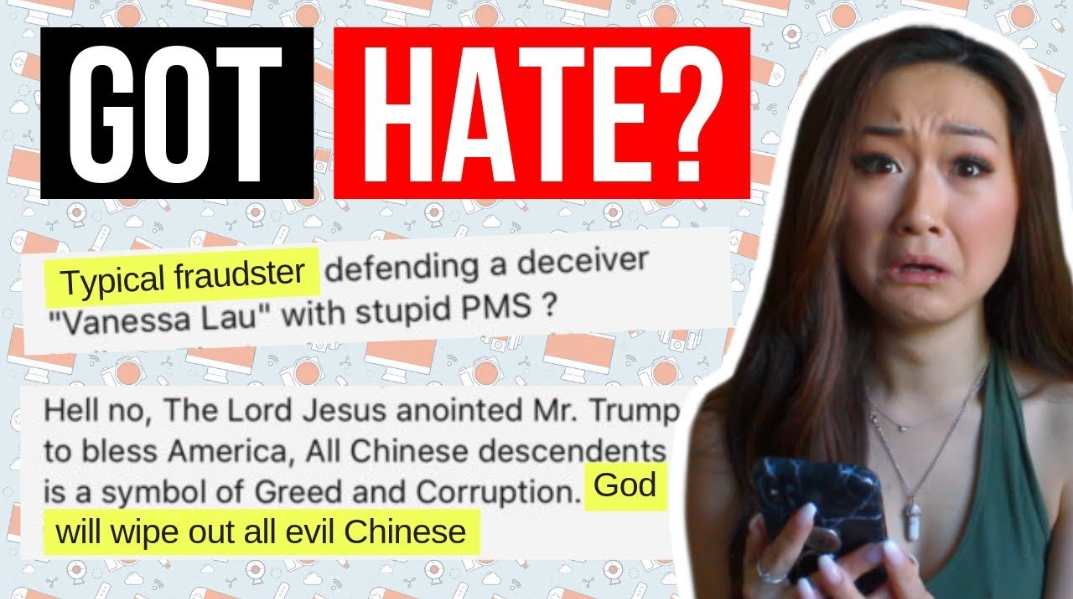 GOT HATE?
Typical fraudster defending a deceiver
"Vanessa Lau" with stupid PMS ?
Hell no, The Lord Jesus anointed Mr. Trump
to bless America, All Chinese descendents
is a symbol of Greed and Corruption. God
will wipe out all evil Chinese